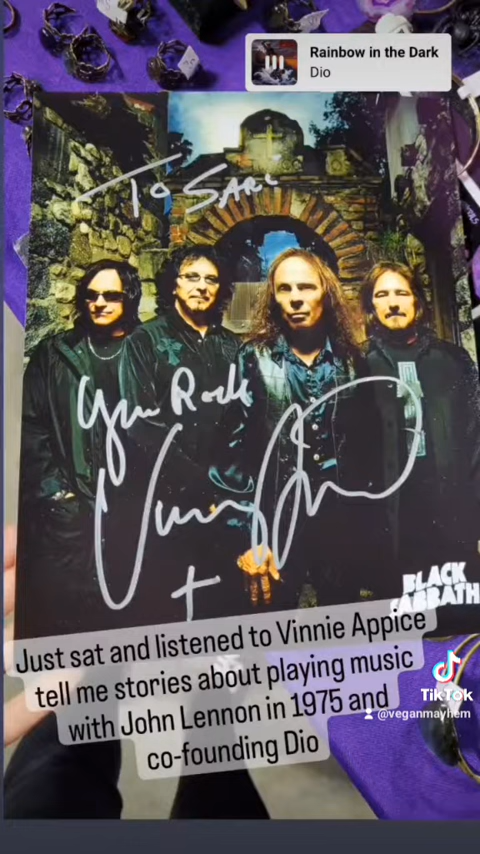 Rainbow in the Dark
Dio
To SARi
You Rock
BLACK
SABBATH
Just sat and listened to Vinnie Appice
tell me stories about playing music
with John Lennon in 1975 and
co-founding Dio
TikTok
@veganmayhem